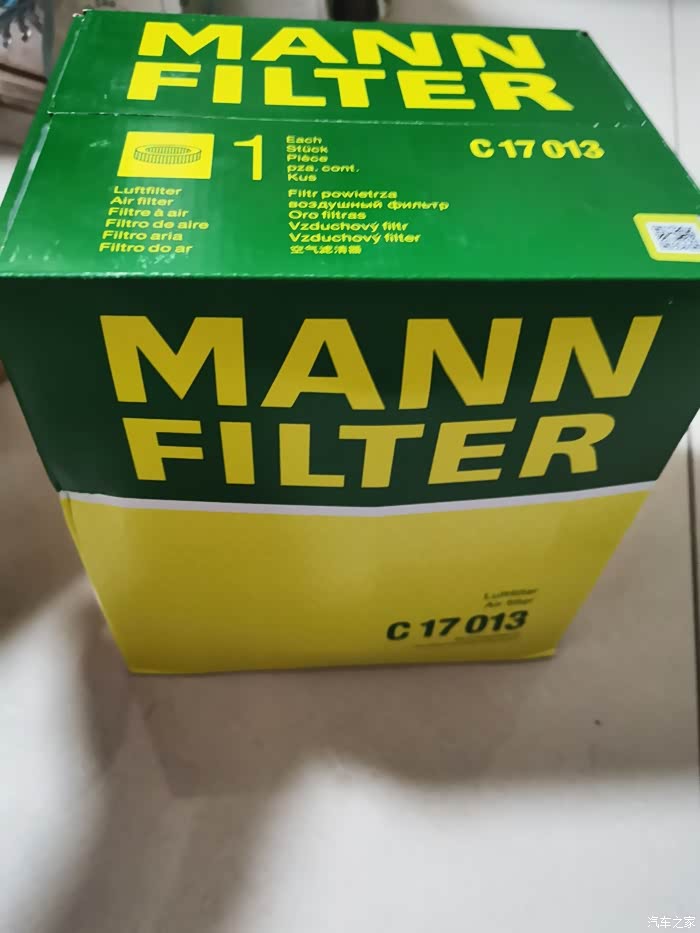 MANN
FILTER
1
Each
Stück
Pièce
pza. cont.
Kus
C 17 013
Luftfilter
Air filter
Filtre à air
Filtro de aire
Filtro aria
Filtro do ar
Filtr powietrza
воздушный фильтр
Oro filtras
Vzduchový filtr
Vzduchový filter
空气滤清器
MANN
FILTER
Luftfilter
Air filter
C 17 013
汽车之家